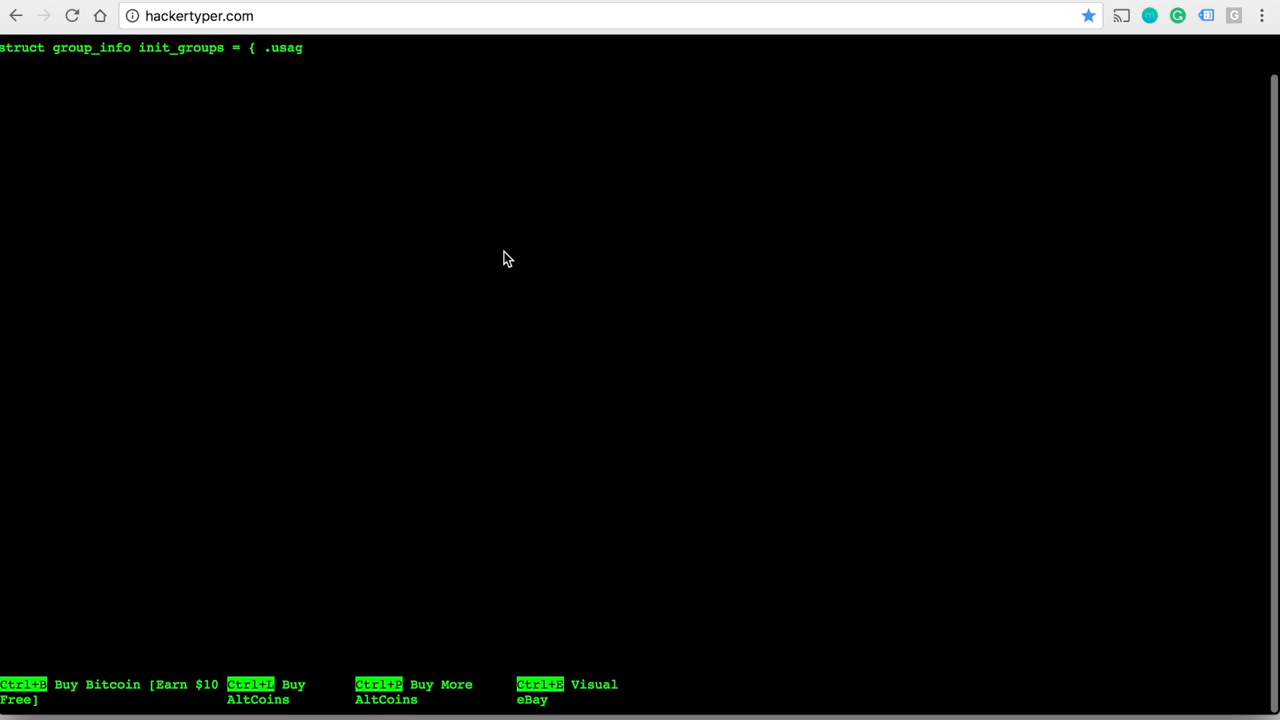 hackertyper.com
struct group_info init_groups = { .usag
Ctrl+B Buy Bitcoin [Earn $10 Free]
Ctrl+L Buy AltCoins
Ctrl+P Buy More AltCoins
Ctrl+E Visual eBay